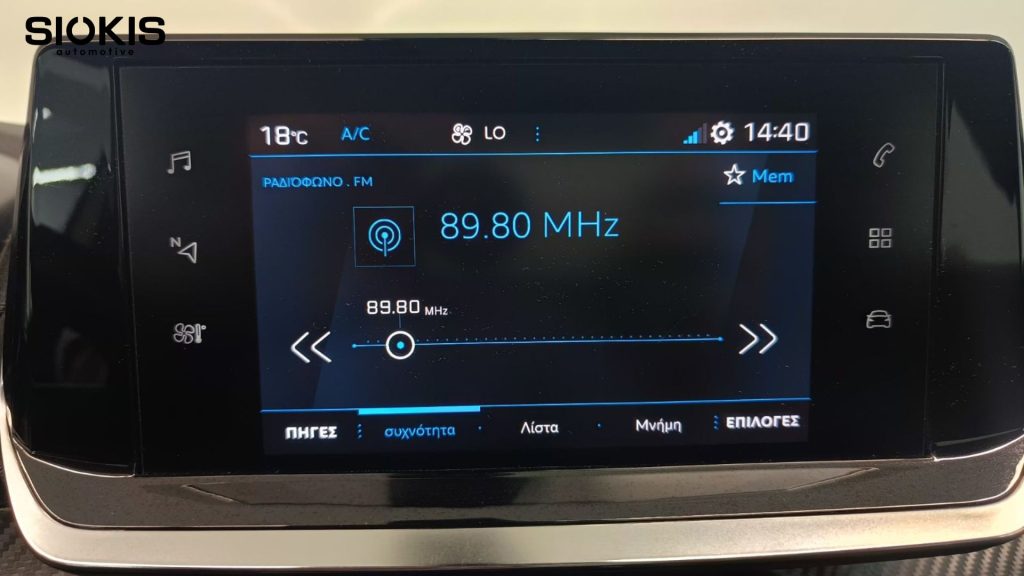 SIOKIS
automotive
18°C A/C LO 14:40
ΡΑΔΙΌΦΩΝΟ . FM
Mem
89.80 MHz
N
89.80 MHz
ΠΗΓΕΣ συχνότητα Λίστα Μνήμη ΕΠΙΛΟΓΕΣ